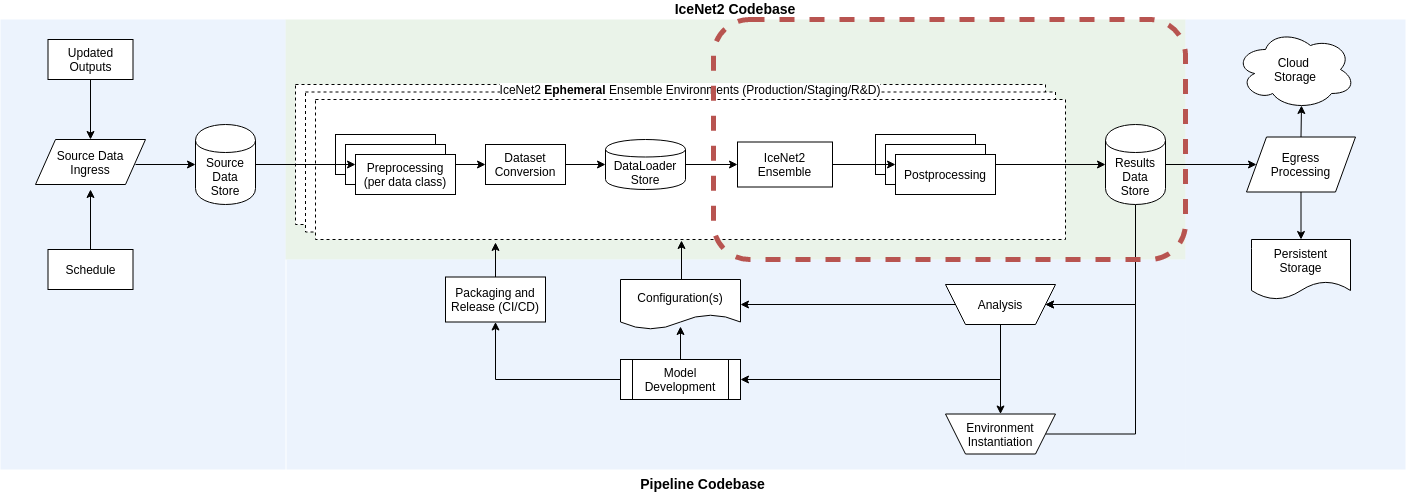 IceNet2 Codebase
Updated
Outputs
Cloud
Storage
IceNet2 Ephemeral Ensemble Environments (Production/Staging/R&D)
Source Data
Ingress
Source
Data
Store
Preprocessing
(per data class)
Dataset
Conversion
DataLoader
Store
IceNet2
Ensemble
Postprocessing
Results
Data
Store
Egress
Processing
Schedule
Persistent
Storage
Packaging and
Release (CI/CD)
Configuration(s)
Analysis
Model
Development
Environment
Instantiation
Pipeline Codebase